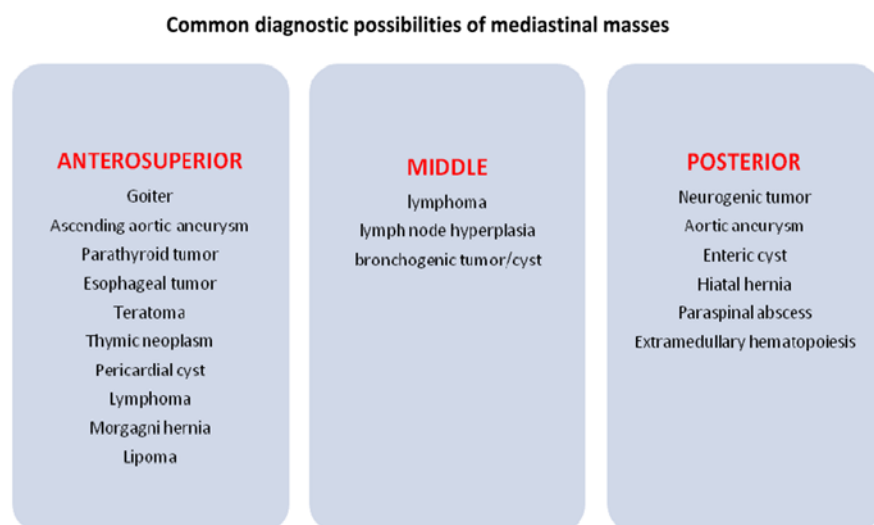 Common diagnostic possibilities of mediastinal masses
ANTEROSUPERIOR
Goiter
Ascending aortic aneurysm
Parathyroid tumor
Esophageal tumor
Teratoma
Thymic neoplasm
Pericardial cyst
Lymphoma
Morgagni hernia
Lipoma
MIDDLE
lymphoma
lymph node hyperplasia
bronchogenic tumor/cyst
POSTERIOR
Neurogenic tumor
Aortic aneurysm
Enteric cyst
Hiatal hernia
Paraspinal abscess
Extramedullary hematopoiesis